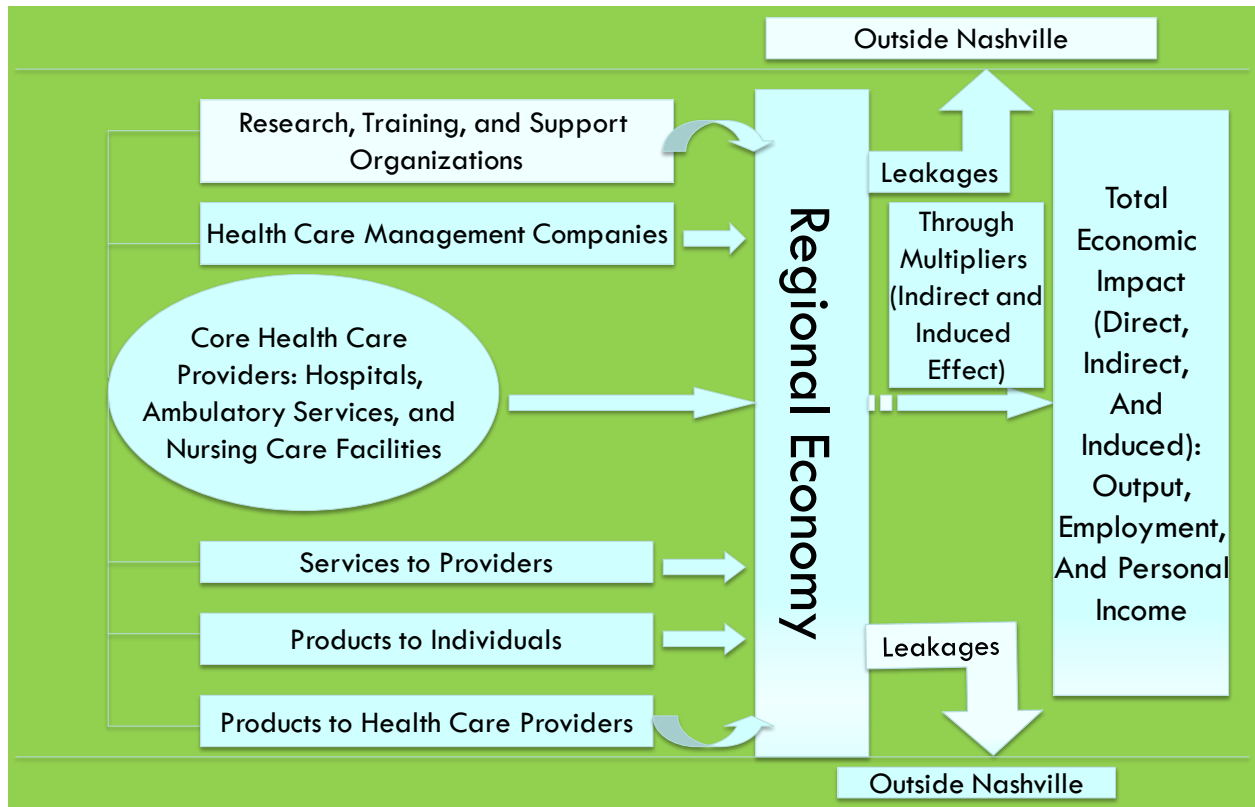 Outside Nashville
Research, Training, and Support
Organizations
Health Care Management Companies
Core Health Care
Providers: Hospitals,
Ambulatory Services, and
Nursing Care Facilities
Services to Providers
Products to Individuals
Products to Health Care Providers
Regional Economy
Leakages
Through
Multipliers
(Indirect and
Induced
Effect)
Leakages
Total
Economic
Impact
(Direct,
Indirect,
And
Induced):
Output,
Employment,
And Personal
Income
Outside Nashville